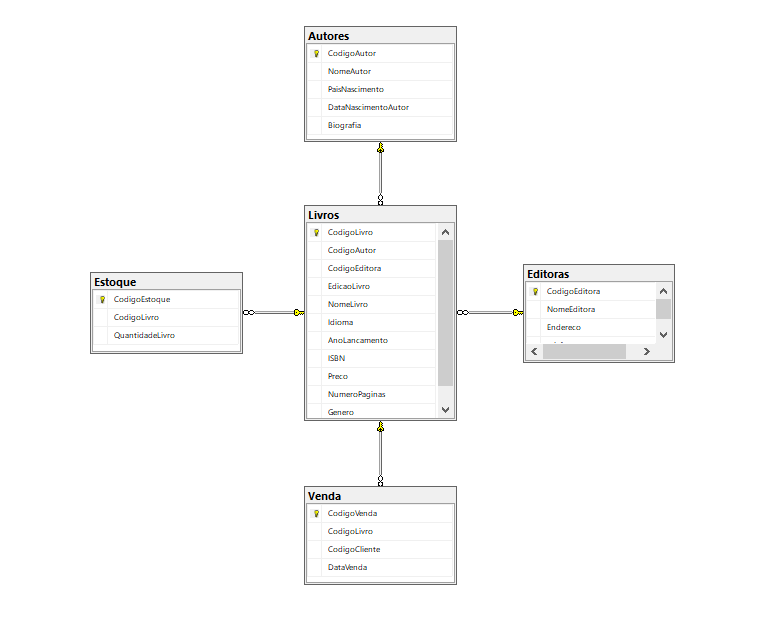 Autores
CodigoAutor
NomeAutor
PaisNascimento
DataNascimentoAutor
Biografia
Livros
CodigoLivro
CodigoAutor
CodigoEditora
EdicaoLivro
NomeLivro
Idioma
AnoLancamento
ISBN
Preco
NumeroPaginas
Genero
Estoque
CodigoEstoque
CodigoLivro
QuantidadeLivro
Editoras
CodigoEditora
NomeEditora
Endereco
Venda
CodigoVenda
CodigoLivro
CodigoCliente
DataVenda